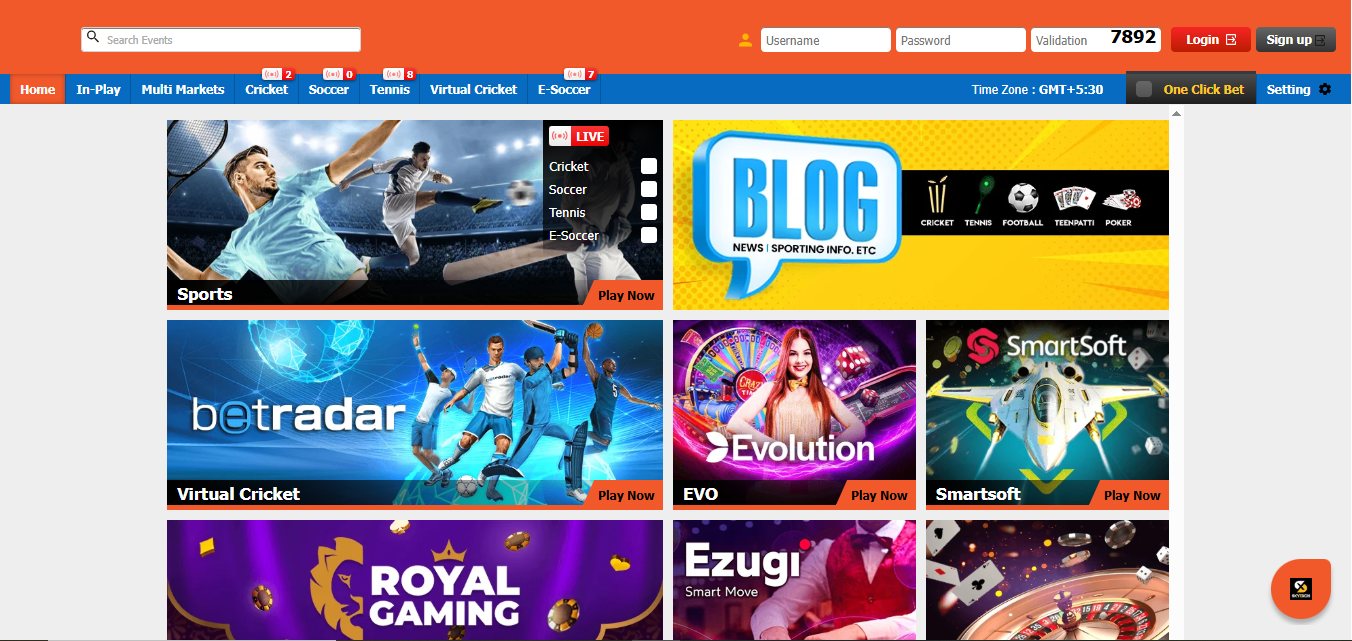 Search Events
Username
Password
Validation 7892
Login
Sign up
Home
In-Play
Multi Markets
Cricket 2
Soccer 0
Tennis 8
Virtual Cricket
E-Soccer 7
Time Zone : GMT+5:30
One Click Bet
Setting
LIVE
Cricket
Soccer
Tennis
E-Soccer
Sports
Play Now
BLOG
NEWS | SPORTING INFO. ETC
CRICKET TENNIS FOOTBALL TEENPATTI POKER
betradar
Virtual Cricket
Play Now
CRAZY
TIME
Evolution
EVO
Play Now
SmartSoft
Smartsoft
Play Now
ROYAL
GAMING
Ezugi
Smart Move